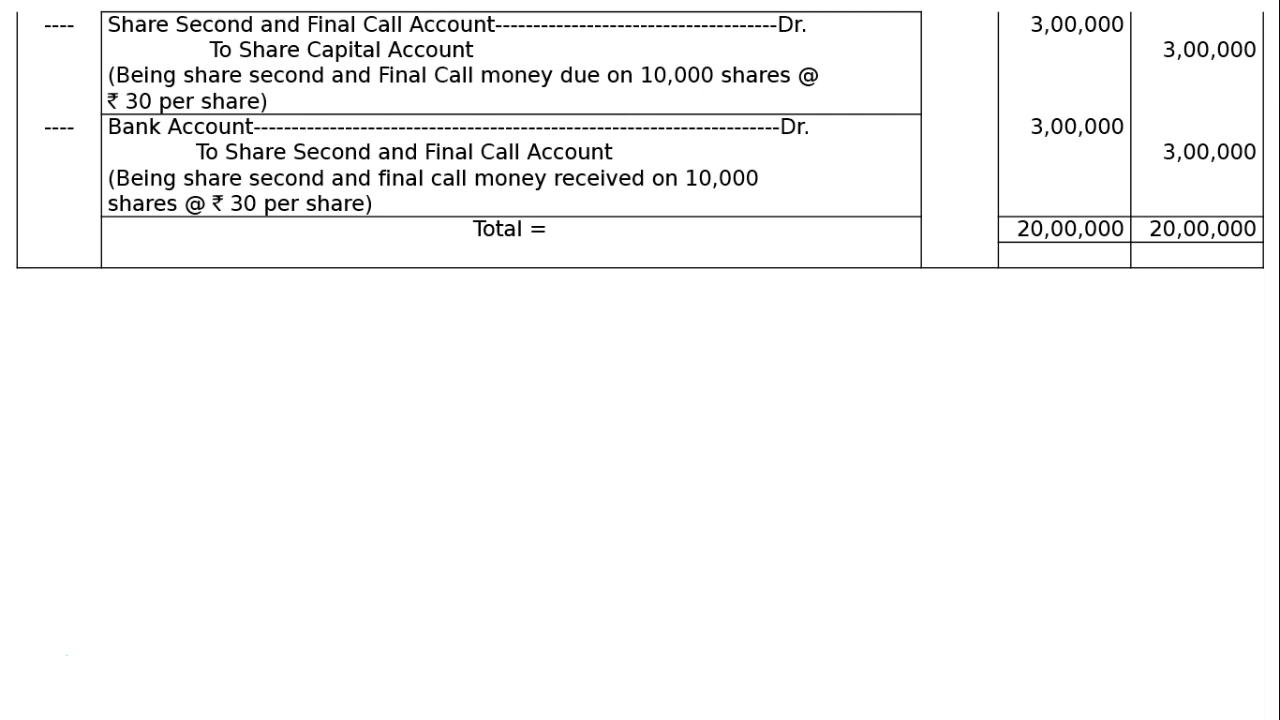 ---- Share Second and Final Call Account-------------------------------------Dr. 3,00,000
To Share Capital Account 3,00,000
(Being share second and Final Call money due on 10,000 shares @
₹ 30 per share)
---- Bank Account---------------------------------------------------------------------Dr. 3,00,000
To Share Second and Final Call Account 3,00,000
(Being share second and final call money received on 10,000
shares @ ₹ 30 per share)
Total = 20,00,000 20,00,000